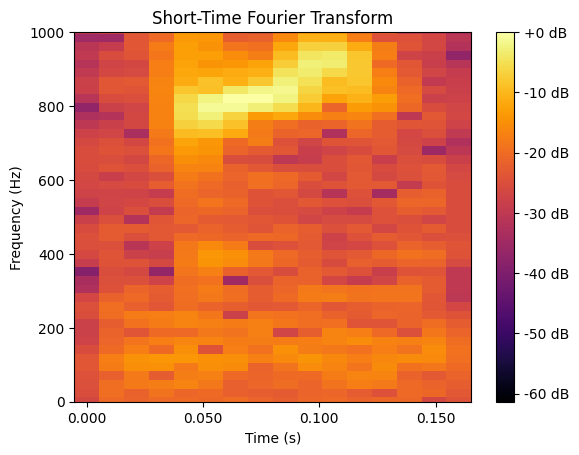 Short-Time Fourier Transform
Frequency (Hz)
1000
800
600
400
200
0
0.000
0.050
0.100
0.150
Time (s)
+0 dB
-10 dB
-20 dB
-30 dB
-40 dB
-50 dB
-60 dB